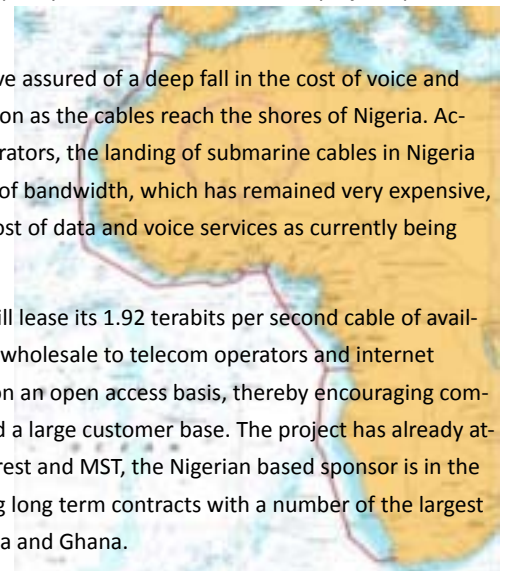 ve assured of a deep fall in the cost of voice and
on as the cables reach the shores of Nigeria. Ac-
rators, the landing of submarine cables in Nigeria
of bandwidth, which has remained very expensive,
ost of data and voice services as currently being
ill lease its 1.92 terabits per second cable of avail-
wholesale to telecom operators and internet
on an open access basis, thereby encouraging com-
d a large customer base. The project has already at-
rest and MST, the Nigerian based sponsor is in the
g long term contracts with a number of the largest
a and Ghana.